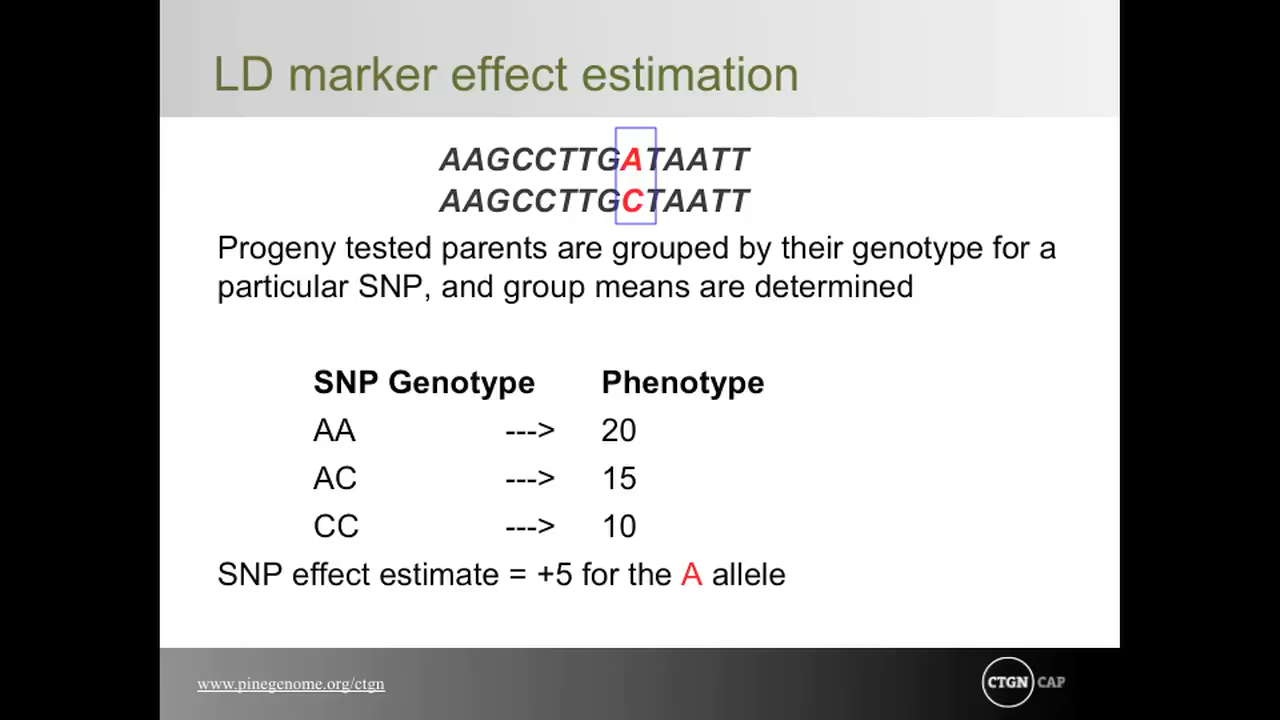 LD marker effect estimation
AAGCCTTGATAATT
AAGCCTTGCTAATT
Progeny tested parents are grouped by their genotype for a
particular SNP, and group means are determined
SNP Genotype Phenotype
AA ---> 20
AC ---> 15
CC ---> 10
SNP effect estimate = +5 for the A allele
www.pinegenome.org/ctgn
CTGN CAP